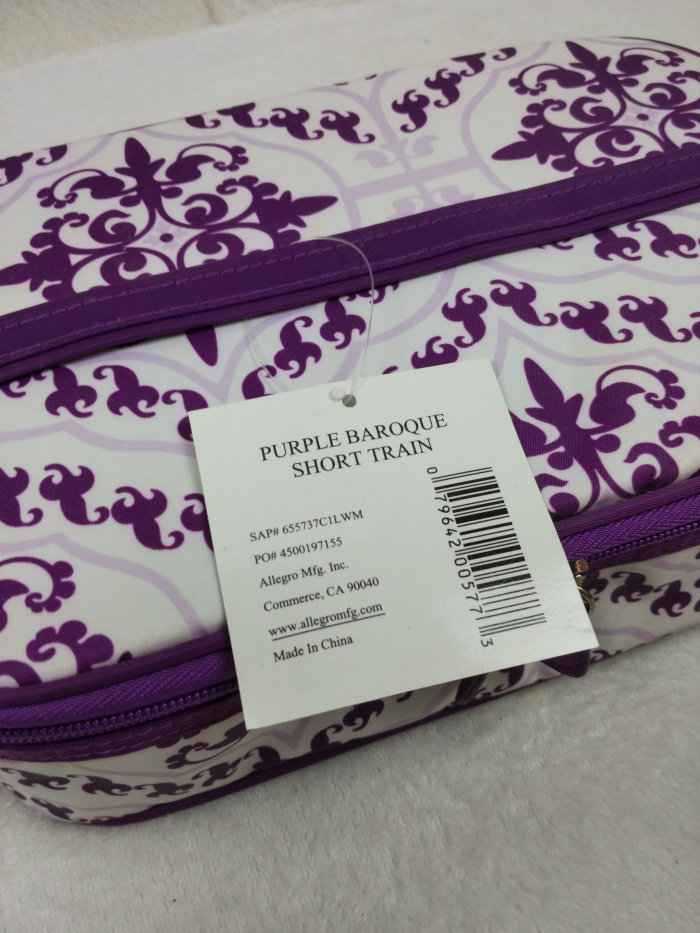 PURPLE BAROQUE
SHORT TRAIN
SAP# 655737C1LWM
PO# 4500197155
Allegro Mfg. Inc.
Commerce, CA 90040
www.allegromfg.com
Made In China
0 79642 00577 3